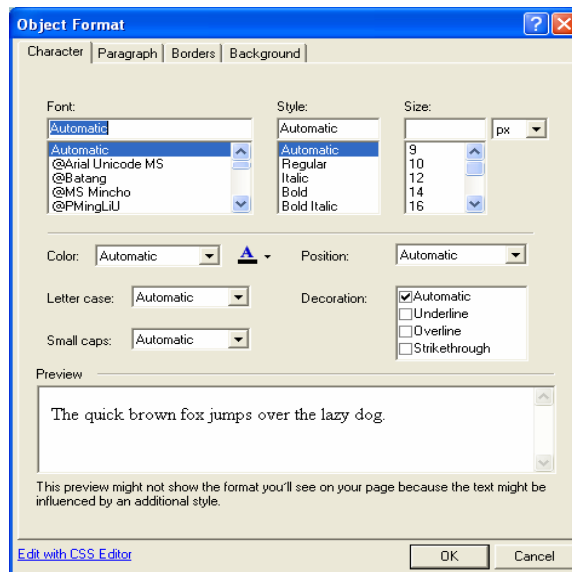 Object Format
Character Paragraph Borders Background
Font: Style: Size:
Automatic Automatic px
Automatic Automatic 9
@Arial Unicode MS Regular 10
@Batang Italic 12
@MS Mincho Bold 14
@PMingLiU Bold Italic 16
Color: Automatic A Position: Automatic
Letter case: Automatic Decoration: Automatic
Underline
Small caps: Automatic Overline
Strikethrough
Preview
The quick brown fox jumps over the lazy dog.
This preview might not show the format you'll see on your page because the text might be
influenced by an additional style.
Edit with CSS Editor OK Cancel